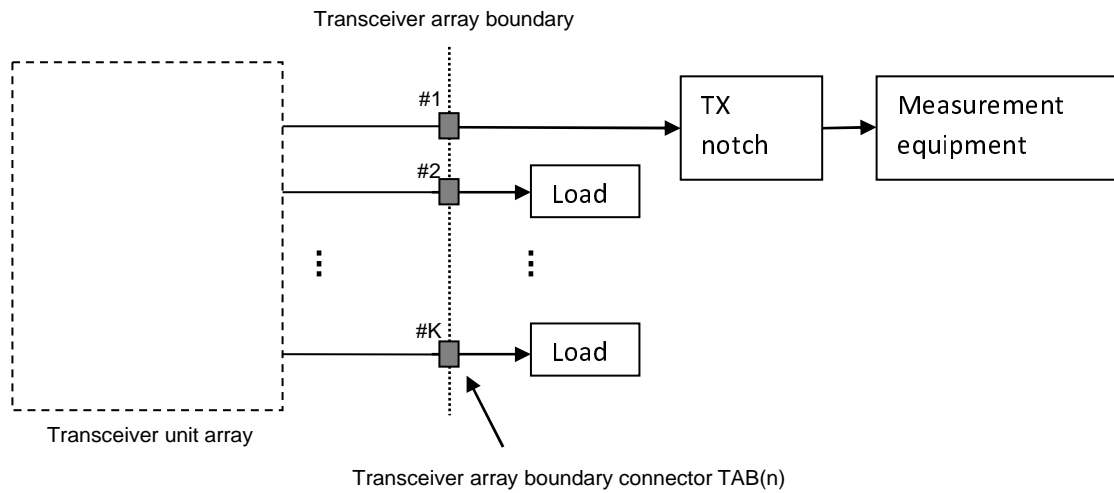 Transceiver array boundary
#1
TX
notch
Measurement
equipment
#2
Load
#K
Load
Transceiver unit array
Transceiver array boundary connector TAB(n)